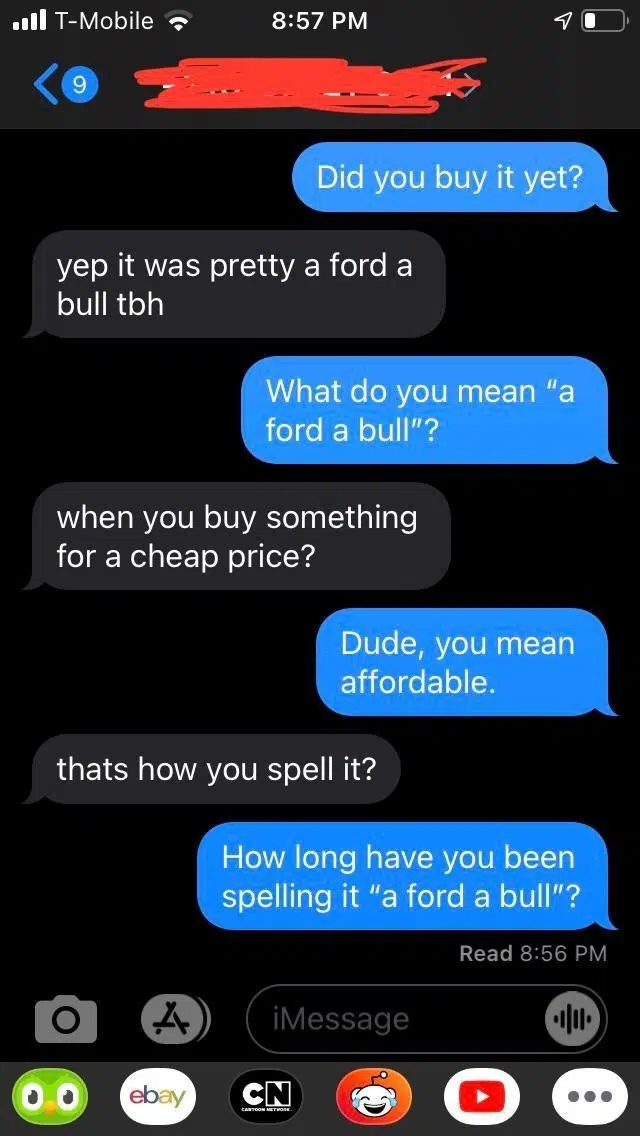 T-Mobile 8:57 PM
9
Did you buy it yet?
yep it was pretty a ford a
bull tbh
What do you mean “a
ford a bull”?
when you buy something
for a cheap price?
Dude, you mean
affordable.
thats how you spell it?
How long have you been
spelling it “a ford a bull”?
Read 8:56 PM
iMessage
ebay
CN
CARTOON NETWORK